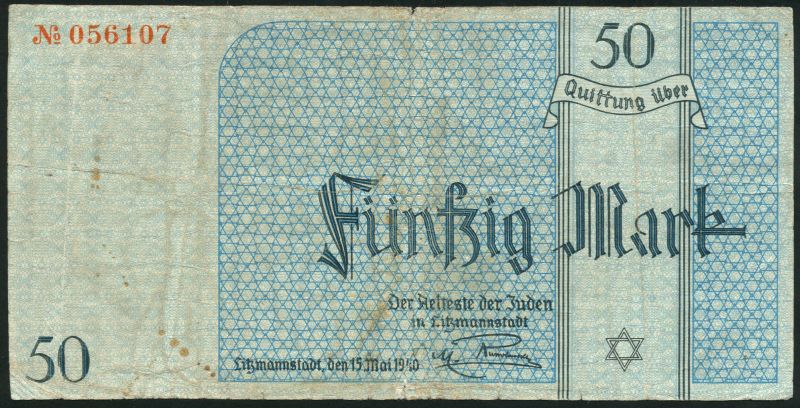 № 056107
50
Quittung über
Fünfzig Mark
Der Aelteste der Juden
in Litzmannstadt
50
Litzmannstadt, den 15. Mai 1940